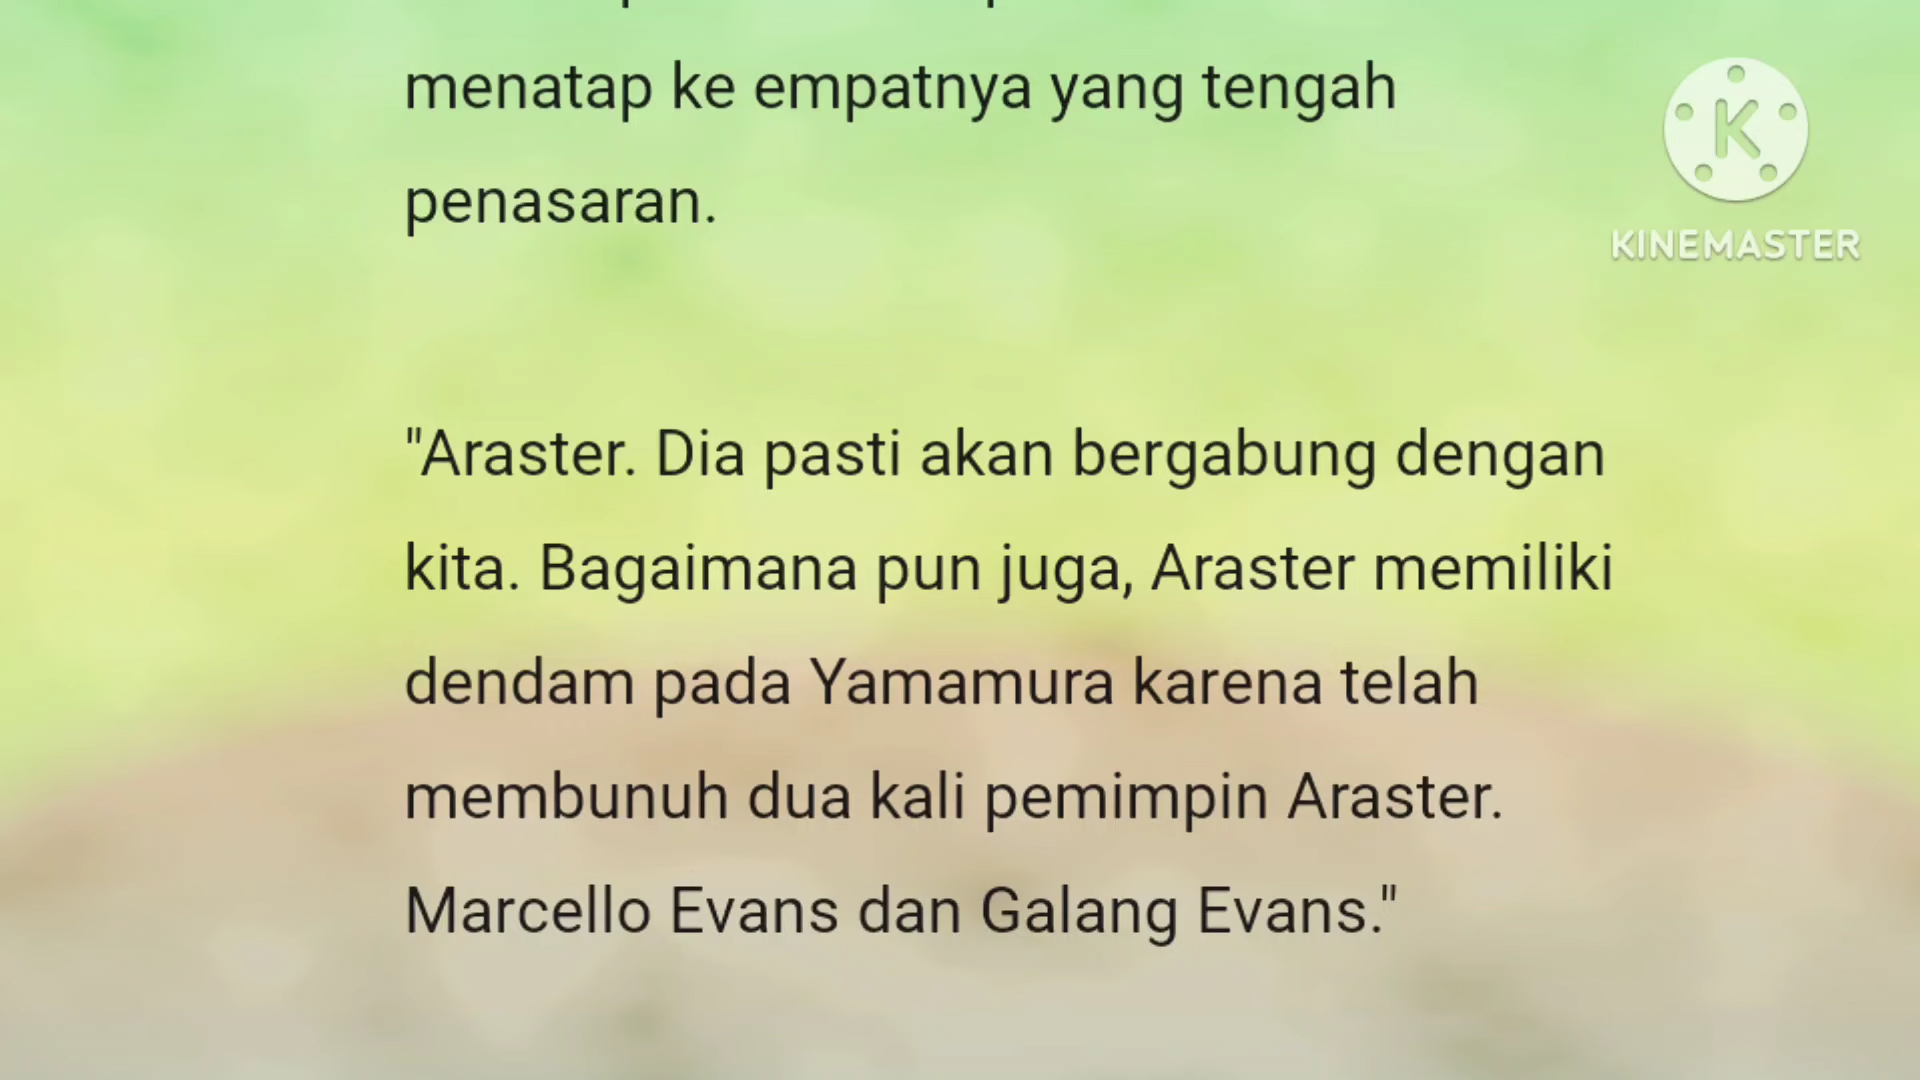 menatap ke empatnya yang tengah
penasaran.
KINEMASTER
"Araster. Dia pasti akan bergabung dengan
kita. Bagaimana pun juga, Araster memiliki
dendam pada Yamamura karena telah
membunuh dua kali pemimpin Araster.
Marcello Evans dan Galang Evans."